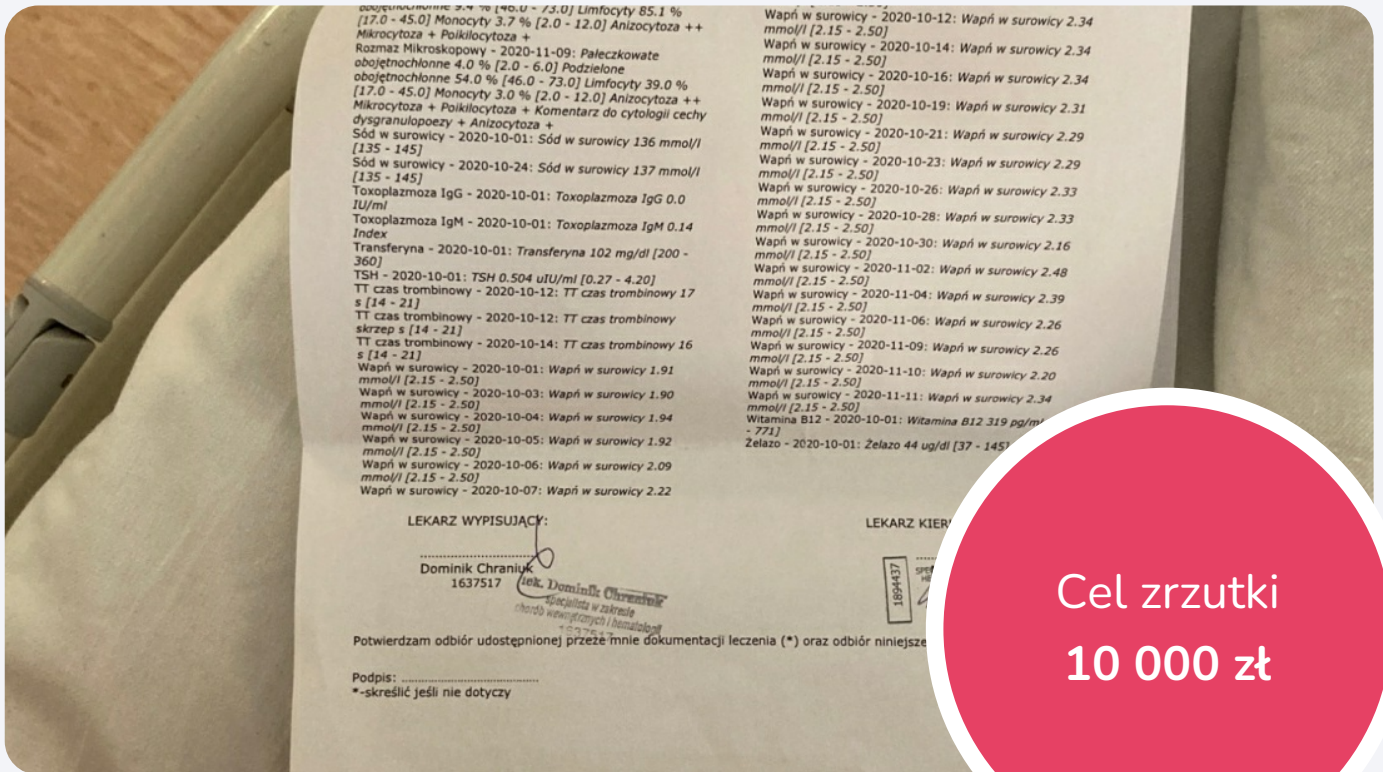 obojętnochłonne 9.4 % [46.0 - 73.0] Limfocyty 85.1 %
[17.0 - 45.0] Monocyty 3.7 % [2.0 - 12.0] Anizocytoza ++
Mikrocytoza + Poikilocytoza +
Rozmaz Mikroskopowy - 2020-11-09: Pałeczkowate
obojętnochłonne 4.0 % [2.0 - 6.0] Podzielone
obojętnochłonne 54.0 % [46.0 - 73.0] Limfocyty 39.0 %
[17.0 - 45.0] Monocyty 3.0 % [2.0 - 12.0] Anizocytoza ++
Mikrocytoza + Poikilocytoza + Komentarz do cytologii cechy
dysgranulopoezy + Anizocytoza +
Sód w surowicy - 2020-10-01: Sód w surowicy 136 mmol/l
[135 - 145]
Sód w surowicy - 2020-10-24: Sód w surowicy 137 mmol/l
[135 - 145]
Toxoplazmoza IgG - 2020-10-01: Toxoplazmoza IgG 0.0
IU/ml
Toxoplazmoza IgM - 2020-10-01: Toxoplazmoza IgM 0.14
Index
Transferyna - 2020-10-01: Transferyna 102 mg/dl [200 -
360]
TSH - 2020-10-01: TSH 0.504 uIU/ml [0.27 - 4.20]
TT czas trombinowy - 2020-10-12: TT czas trombinowy 17
s [14 - 21]
TT czas trombinowy - 2020-10-12: TT czas trombinowy
skrzep s [14 - 21]
TT czas trombinowy - 2020-10-14: TT czas trombinowy 16
s [14 - 21]
Wapń w surowicy - 2020-10-01: Wapń w surowicy 1.91
mmol/l [2.15 - 2.50]
Wapń w surowicy - 2020-10-03: Wapń w surowicy 1.90
mmol/l [2.15 - 2.50]
Wapń w surowicy - 2020-10-04: Wapń w surowicy 1.94
mmol/l [2.15 - 2.50]
Wapń w surowicy - 2020-10-05: Wapń w surowicy 1.92
mmol/l [2.15 - 2.50]
Wapń w surowicy - 2020-10-06: Wapń w surowicy 2.09
mmol/l [2.15 - 2.50]
Wapń w surowicy - 2020-10-07: Wapń w surowicy 2.22
Wapń w surowicy - 2020-10-12: Wapń w surowicy 2.34
mmol/l [2.15 - 2.50]
Wapń w surowicy - 2020-10-14: Wapń w surowicy 2.34
mmol/l [2.15 - 2.50]
Wapń w surowicy - 2020-10-16: Wapń w surowicy 2.34
mmol/l [2.15 - 2.50]
Wapń w surowicy - 2020-10-19: Wapń w surowicy 2.31
mmol/l [2.15 - 2.50]
Wapń w surowicy - 2020-10-21: Wapń w surowicy 2.29
mmol/l [2.15 - 2.50]
Wapń w surowicy - 2020-10-23: Wapń w surowicy 2.29
mmol/l [2.15 - 2.50]
Wapń w surowicy - 2020-10-26: Wapń w surowicy 2.33
mmol/l [2.15 - 2.50]
Wapń w surowicy - 2020-10-28: Wapń w surowicy 2.33
mmol/l [2.15 - 2.50]
Wapń w surowicy - 2020-10-30: Wapń w surowicy 2.16
mmol/l [2.15 - 2.50]
Wapń w surowicy - 2020-11-02: Wapń w surowicy 2.48
mmol/l [2.15 - 2.50]
Wapń w surowicy - 2020-11-04: Wapń w surowicy 2.39
mmol/l [2.15 - 2.50]
Wapń w surowicy - 2020-11-06: Wapń w surowicy 2.26
mmol/l [2.15 - 2.50]
Wapń w surowicy - 2020-11-09: Wapń w surowicy 2.26
mmol/l [2.15 - 2.50]
Wapń w surowicy - 2020-11-10: Wapń w surowicy 2.20
mmol/l [2.15 - 2.50]
Wapń w surowicy - 2020-11-11: Wapń w surowicy 2.34
mmol/l [2.15 - 2.50]
Witamina B12 - 2020-10-01: Witamina B12 319 pg/ml
- 771]
Żelazo - 2020-10-01: Żelazo 44 ug/dl [37 - 145]
LEKARZ WYPISUJĄCY:
Dominik Chraniuk
1637517
lek. Dominik Chraniuk
specjalista w zakresie
chorób wewnętrznych i hematologii
1637517
LEKARZ
1894437
Potwierdzam odbiór udostępnionej przeze mnie dokumentacji leczenia (*) oraz odbiór
Podpis: ..............................
*-skreślić jeśli nie dotyczy
Cel zrzutki
10 000 zł